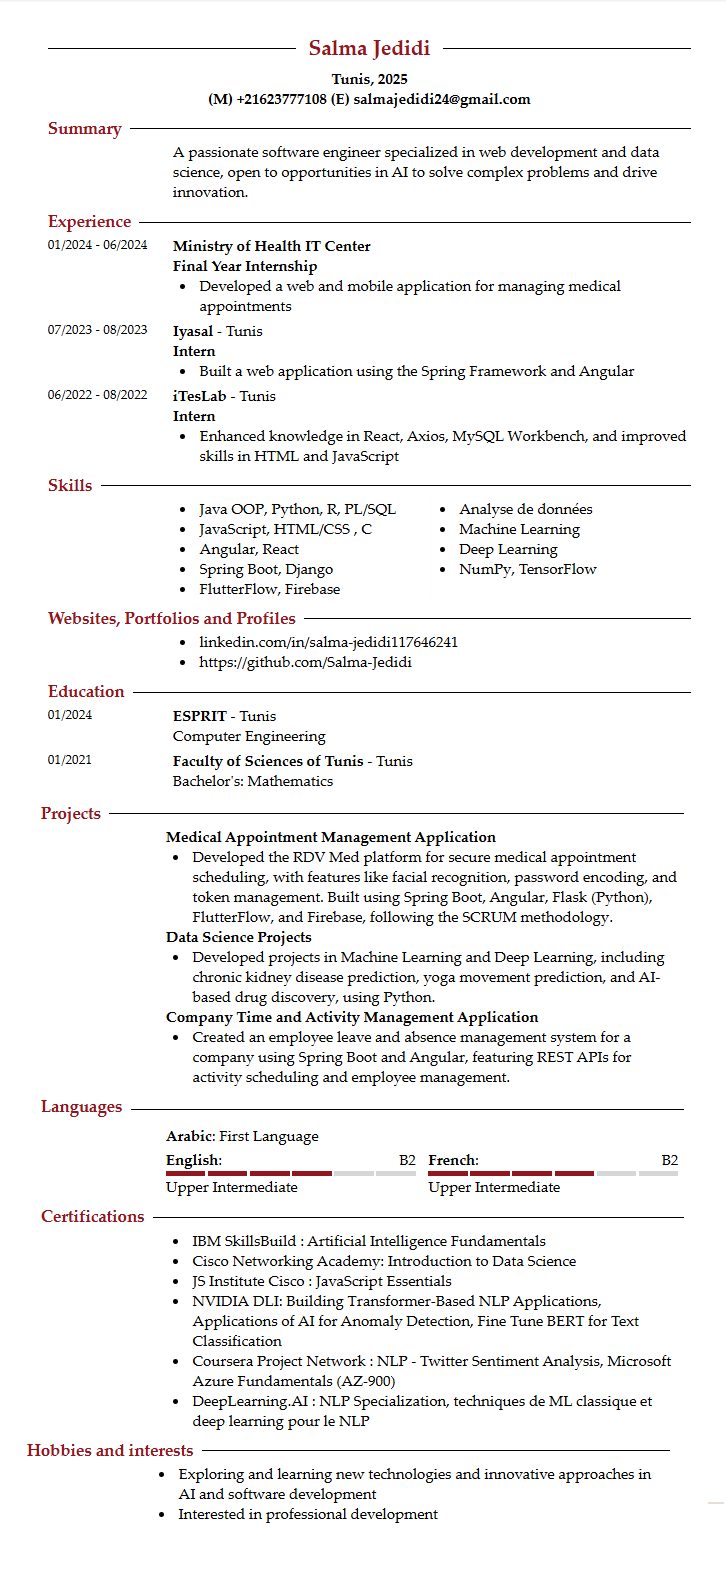 Salma Jedidi
Tunis, 2025
(M) +21623777108 (E) salmajedidi24@gmail.com
Summary
A passionate software engineer specialized in web development and data
science, open to opportunities in AI to solve complex problems and drive
innovation.
Experience
01/2024 - 06/2024
Ministry of Health IT Center
Final Year Internship
• Developed a web and mobile application for managing medical
appointments
07/2023 - 08/2023
Iyasal - Tunis
Intern
• Built a web application using the Spring Framework and Angular
06/2022 - 08/2022
iTesLab - Tunis
Intern
• Enhanced knowledge in React, Axios, MySQL Workbench, and improved
skills in HTML and JavaScript
Skills
• Java OOP, Python, R, PL/SQL
• JavaScript, HTML/CSS , C
• Angular, React
• Spring Boot, Django
• FlutterFlow, Firebase
• Analyse de données
• Machine Learning
• Deep Learning
• NumPy, TensorFlow
Websites, Portfolios and Profiles
• linkedin.com/in/salma-jedidi117646241
• https://github.com/Salma-Jedidi
Education
01/2024
ESPRIT - Tunis
Computer Engineering
01/2021
Faculty of Sciences of Tunis - Tunis
Bachelor's: Mathematics
Projects
Medical Appointment Management Application
• Developed the RDV Med platform for secure medical appointment
scheduling, with features like facial recognition, password encoding, and
token management. Built using Spring Boot, Angular, Flask (Python),
FlutterFlow, and Firebase, following the SCRUM methodology.
Data Science Projects
• Developed projects in Machine Learning and Deep Learning, including
chronic kidney disease prediction, yoga movement prediction, and AI-
based drug discovery, using Python.
Company Time and Activity Management Application
• Created an employee leave and absence management system for a
company using Spring Boot and Angular, featuring REST APIs for
activity scheduling and employee management.
Languages
Arabic: First Language
English: B2
Upper Intermediate
French: B2
Upper Intermediate
Certifications
• IBM SkillsBuild : Artificial Intelligence Fundamentals
• Cisco Networking Academy: Introduction to Data Science
• JS Institute Cisco : JavaScript Essentials
• NVIDIA DLI: Building Transformer-Based NLP Applications,
Applications of AI for Anomaly Detection, Fine Tune BERT for Text
Classification
• Coursera Project Network : NLP - Twitter Sentiment Analysis, Microsoft
Azure Fundamentals (AZ-900)
• DeepLearning.AI : NLP Specialization, techniques de ML classique et
deep learning pour le NLP
Hobbies and interests
• Exploring and learning new technologies and innovative approaches in
AI and software development
• Interested in professional development